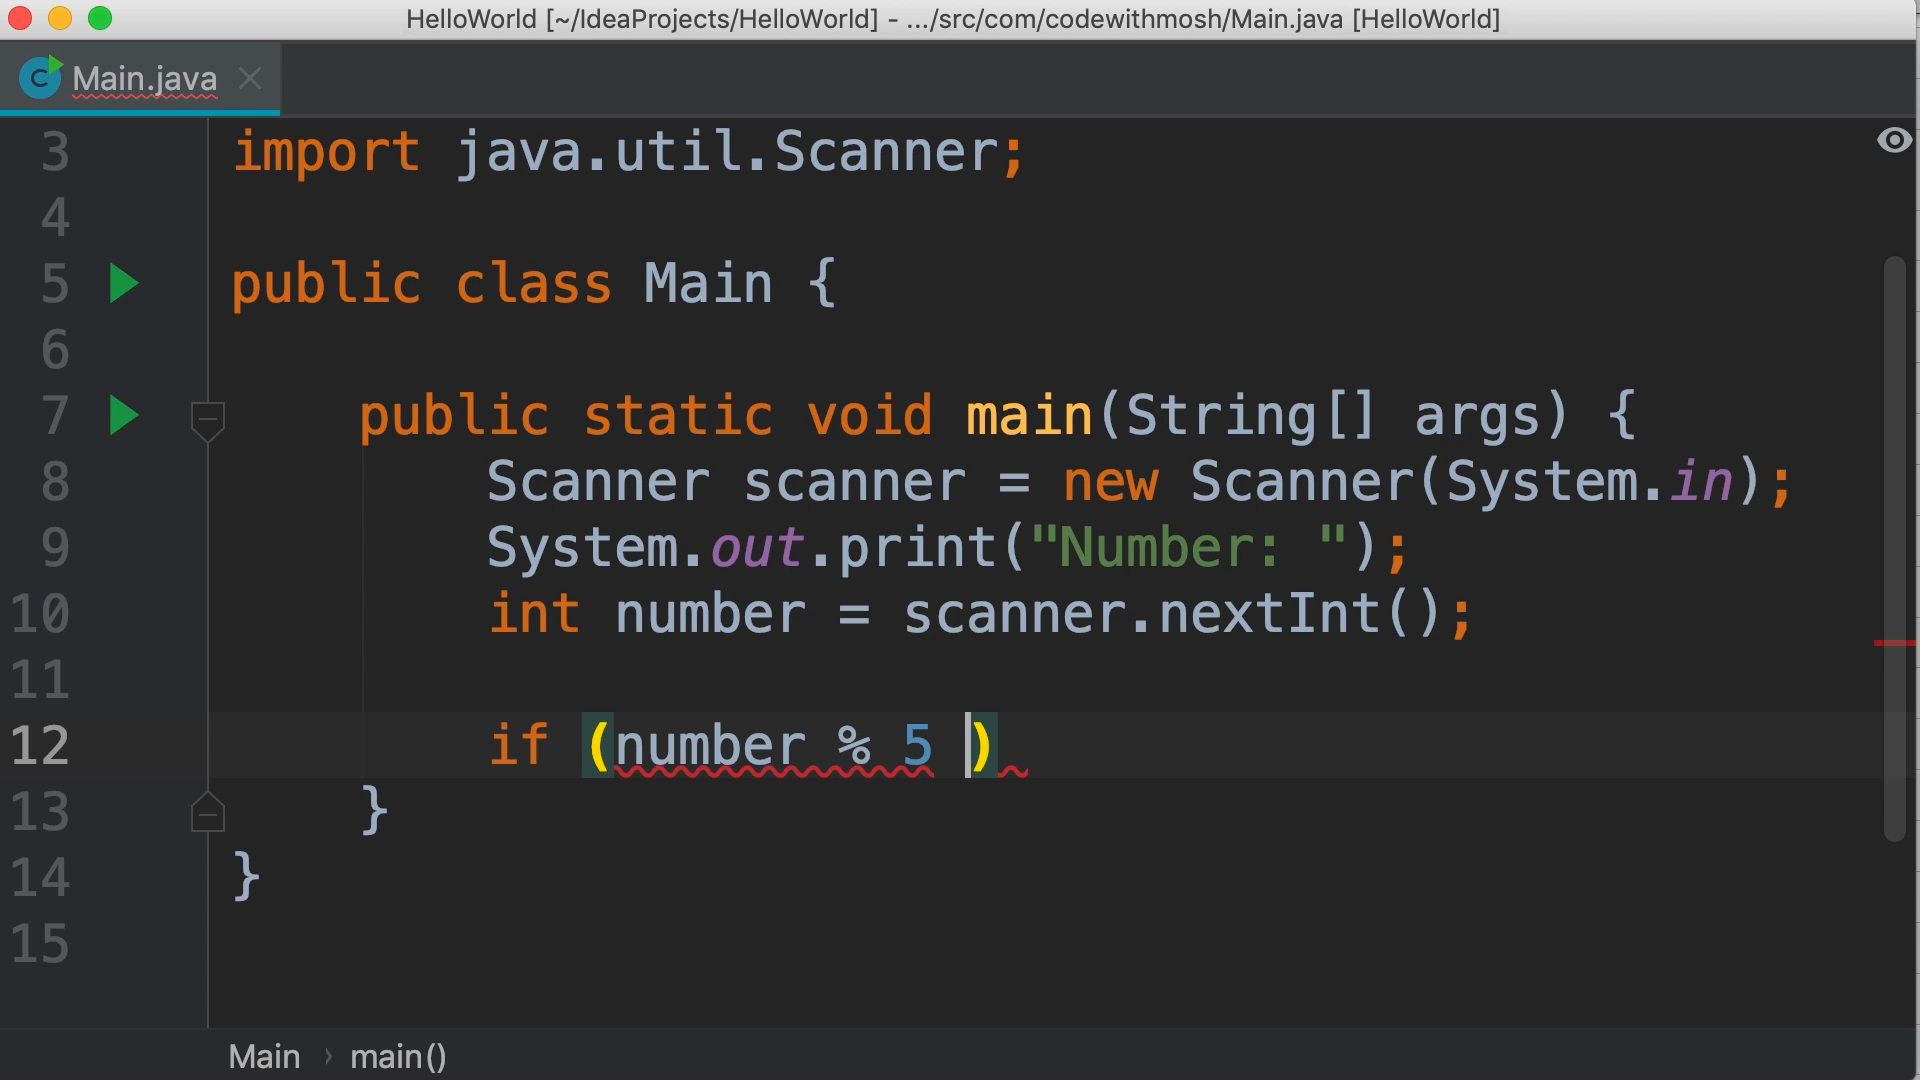 HelloWorld [~/IdeaProjects/HelloWorld] - .../src/com/codewithmosh/Main.java [HelloWorld]
Main.java
3 import java.util.Scanner;
4
5 public class Main {
6
7 public static void main(String[] args) {
8 Scanner scanner = new Scanner(System.in);
9 System.out.print("Number: ");
10 int number = scanner.nextInt();
11
12 if (number % 5 )
13 }
14 }
15
Main › main()